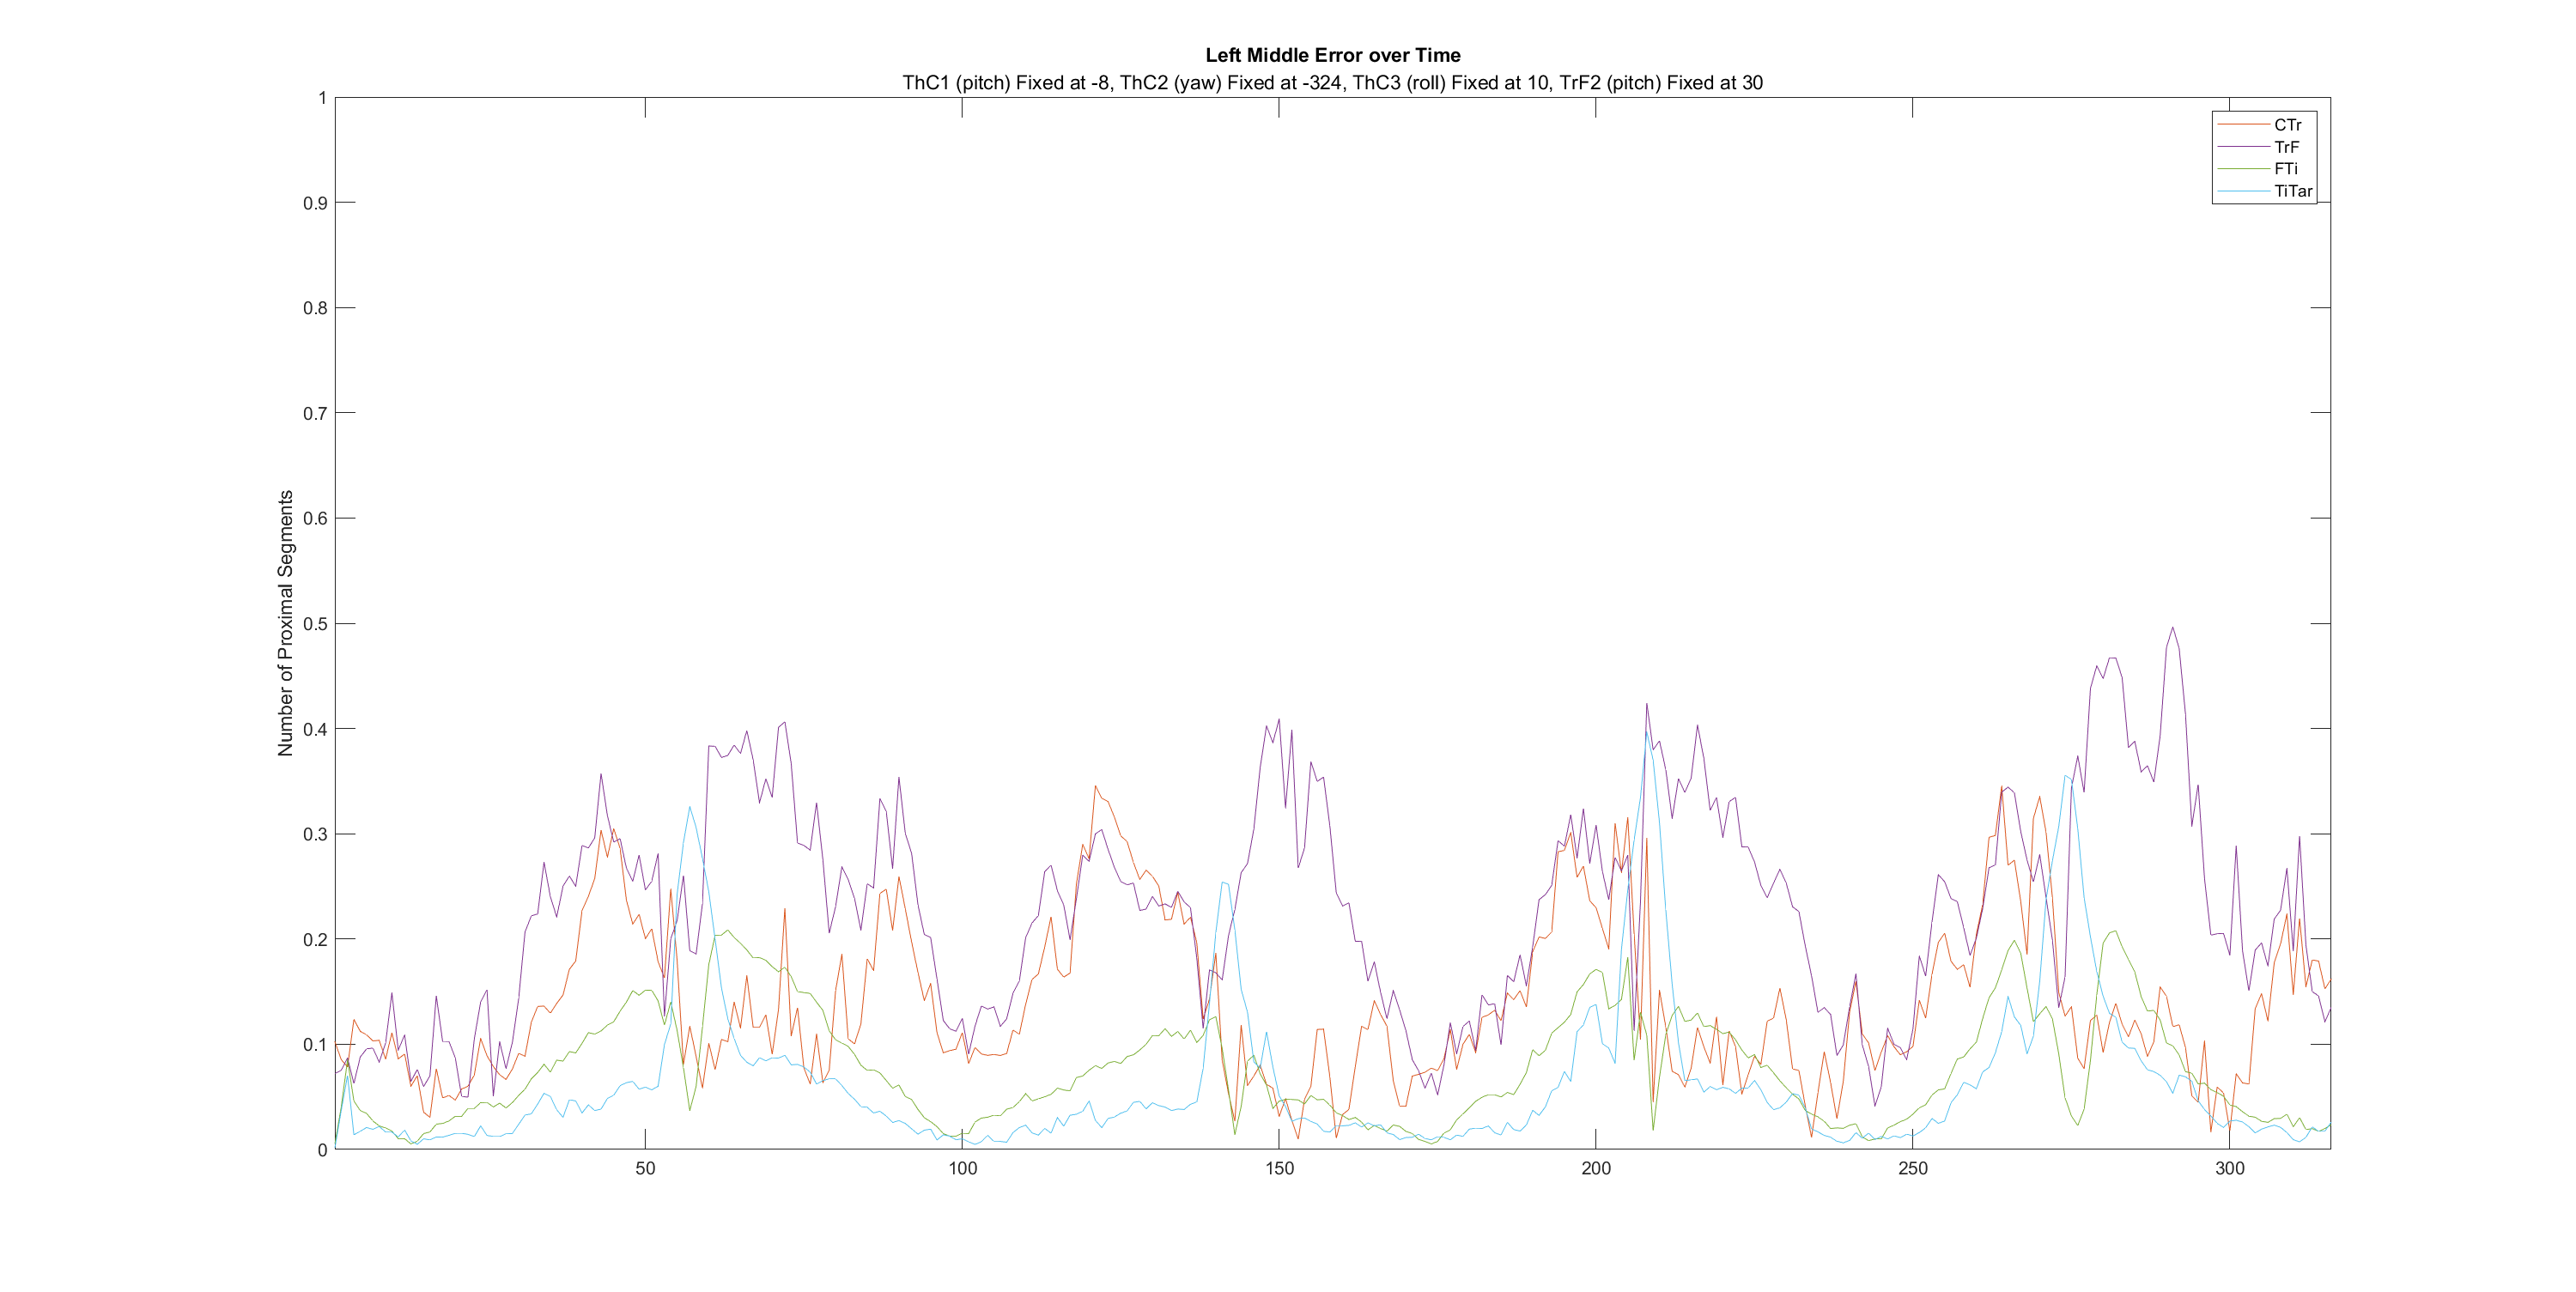 Left Middle Error over Time
ThC1 (pitch) Fixed at -8, ThC2 (yaw) Fixed at -324, ThC3 (roll) Fixed at 10, TrF2 (pitch) Fixed at 30
1
0.9
0.8
0.7
0.6
0.5
0.4
0.3
0.2
0.1
0
Number of Proximal Segments
CTr
TrF
FTi
TiTar
50 100 150 200 250 300